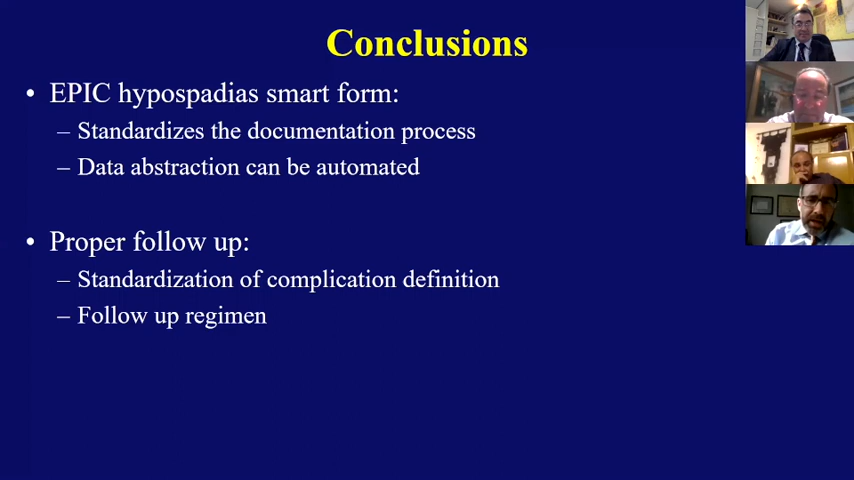 Conclusions
• EPIC hypospadias smart form:
– Standardizes the documentation process
– Data abstraction can be automated
• Proper follow up:
– Standardization of complication definition
– Follow up regimen